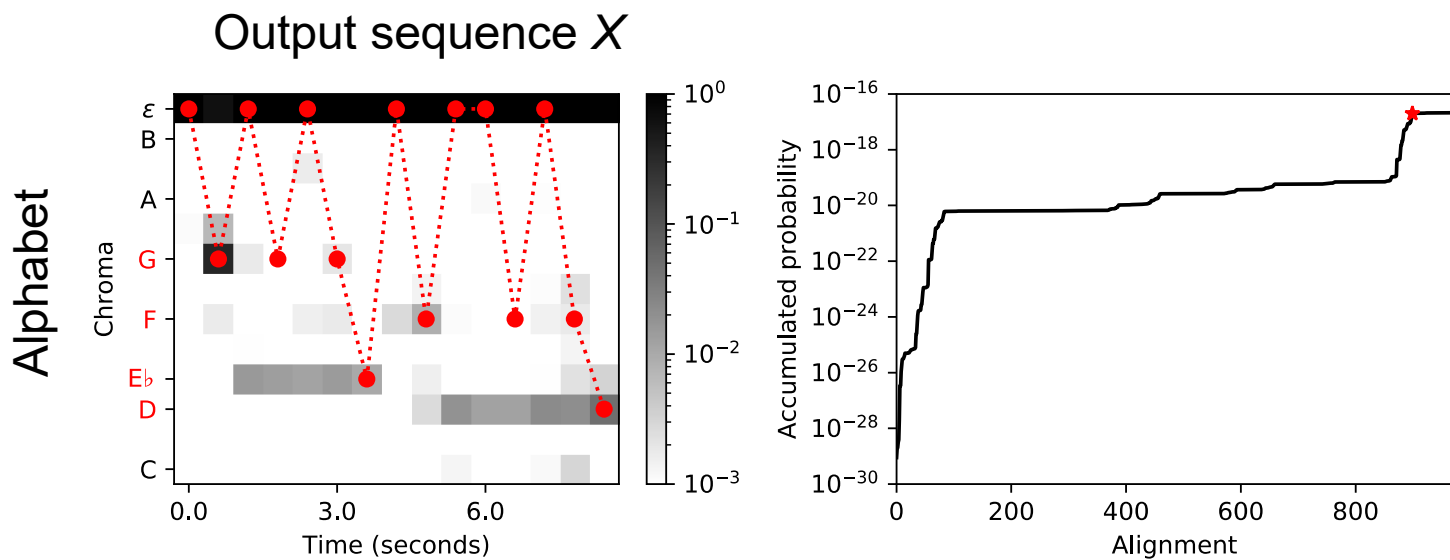 Output sequence X
Alphabet
Chroma
ε
B
A
G
F
E♭
D
C
0.0 3.0 6.0
Time (seconds)
10⁰
10⁻¹
10⁻²
10⁻³
Accumulated probability
10⁻¹⁶
10⁻¹⁸
10⁻²⁰
10⁻²²
10⁻²⁴
10⁻²⁶
10⁻²⁸
10⁻³⁰
0 200 400 600 800
Alignment